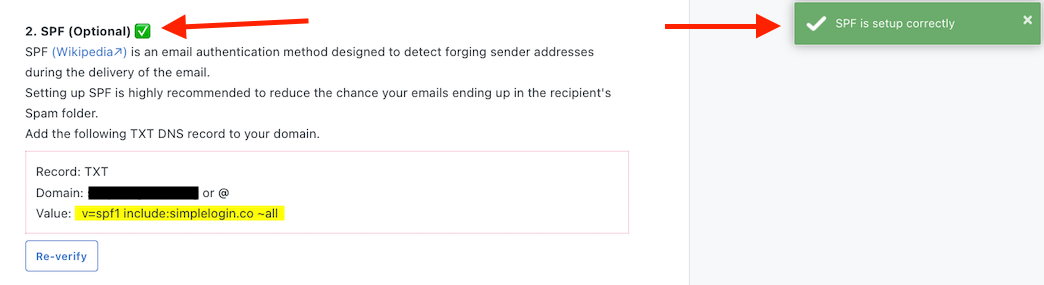 2. SPF (Optional) ✅
SPF (Wikipedia↗) is an email authentication method designed to detect forging sender addresses
during the delivery of the email.
Setting up SPF is highly recommended to reduce the chance your emails ending up in the recipient's
Spam folder.
Add the following TXT DNS record to your domain.
Record: TXT
Domain: or @
Value: v=spf1 include:simplelogin.co ~all
Re-verify
SPF is setup correctly ×